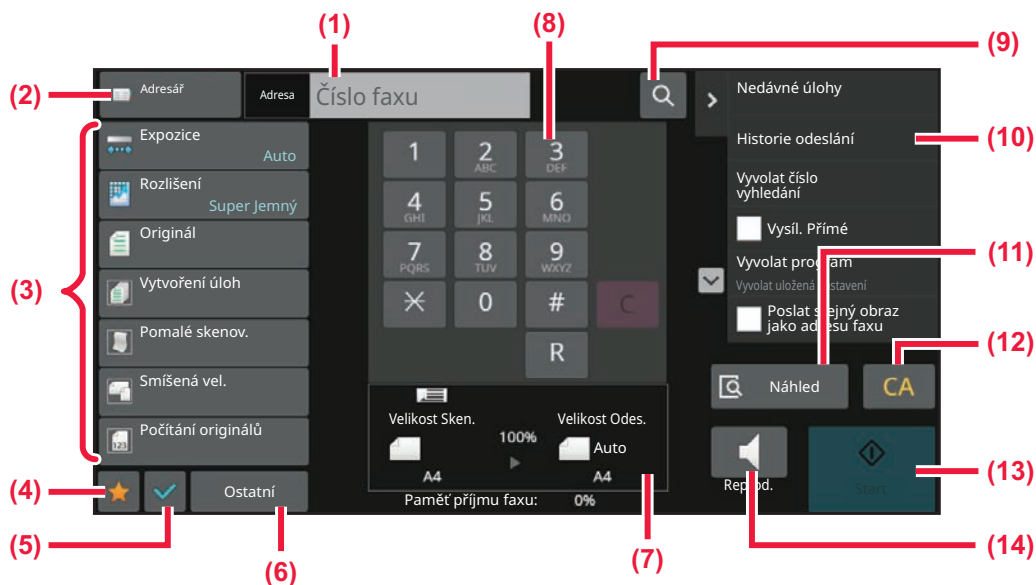 (1)
(8)
(9)
(2)
Adresář
Adresa
Číslo faxu
Nedávné úlohy
(10)
Historie odeslání
Vyvolat číslo
vyhledání
Vysíl. Přímé
(11)
Vyvolat program
Vyvolat uložená nastavení
Poslat stejný obraz
jako adresu faxu
(12)
(3)
Expozice
Auto
Rozlišení
Super Jemný
Originál
Vytvoření úloh
Pomalé skenov.
Smíšená vel.
123
Počítání originálů
1
2
ABC
3
DEF
4
GHI
5
JKL
6
MNO
7
PQRS
8
TUV
9
WXYZ
0
#
C
R
Náhled
CA
Velikost Sken.
Velikost Odes.
100%
Auto
A4
A4
Paměť příjmu faxu: 0%
Reprod.
Start
(13)
(4)
(5)
Ostatní
(6)
(7)
(14)